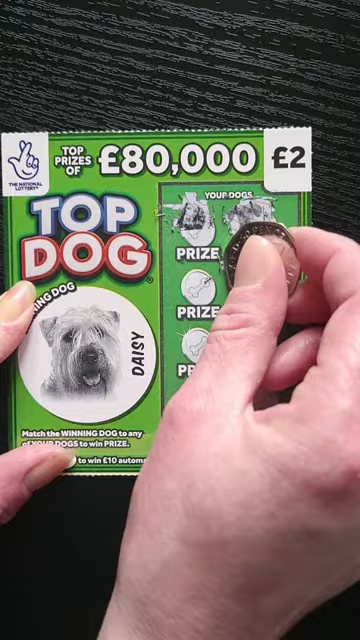 THE NATIONAL
LOTTERY®
TOP
PRIZES
OF
£80,000
£2
TOP
DOG
YOUR DOGS
PRIZE
PRIZE
DOG
DAISY
Match the WINNING DOG to any
of YOUR DOGS to win PRIZE.
to win £10